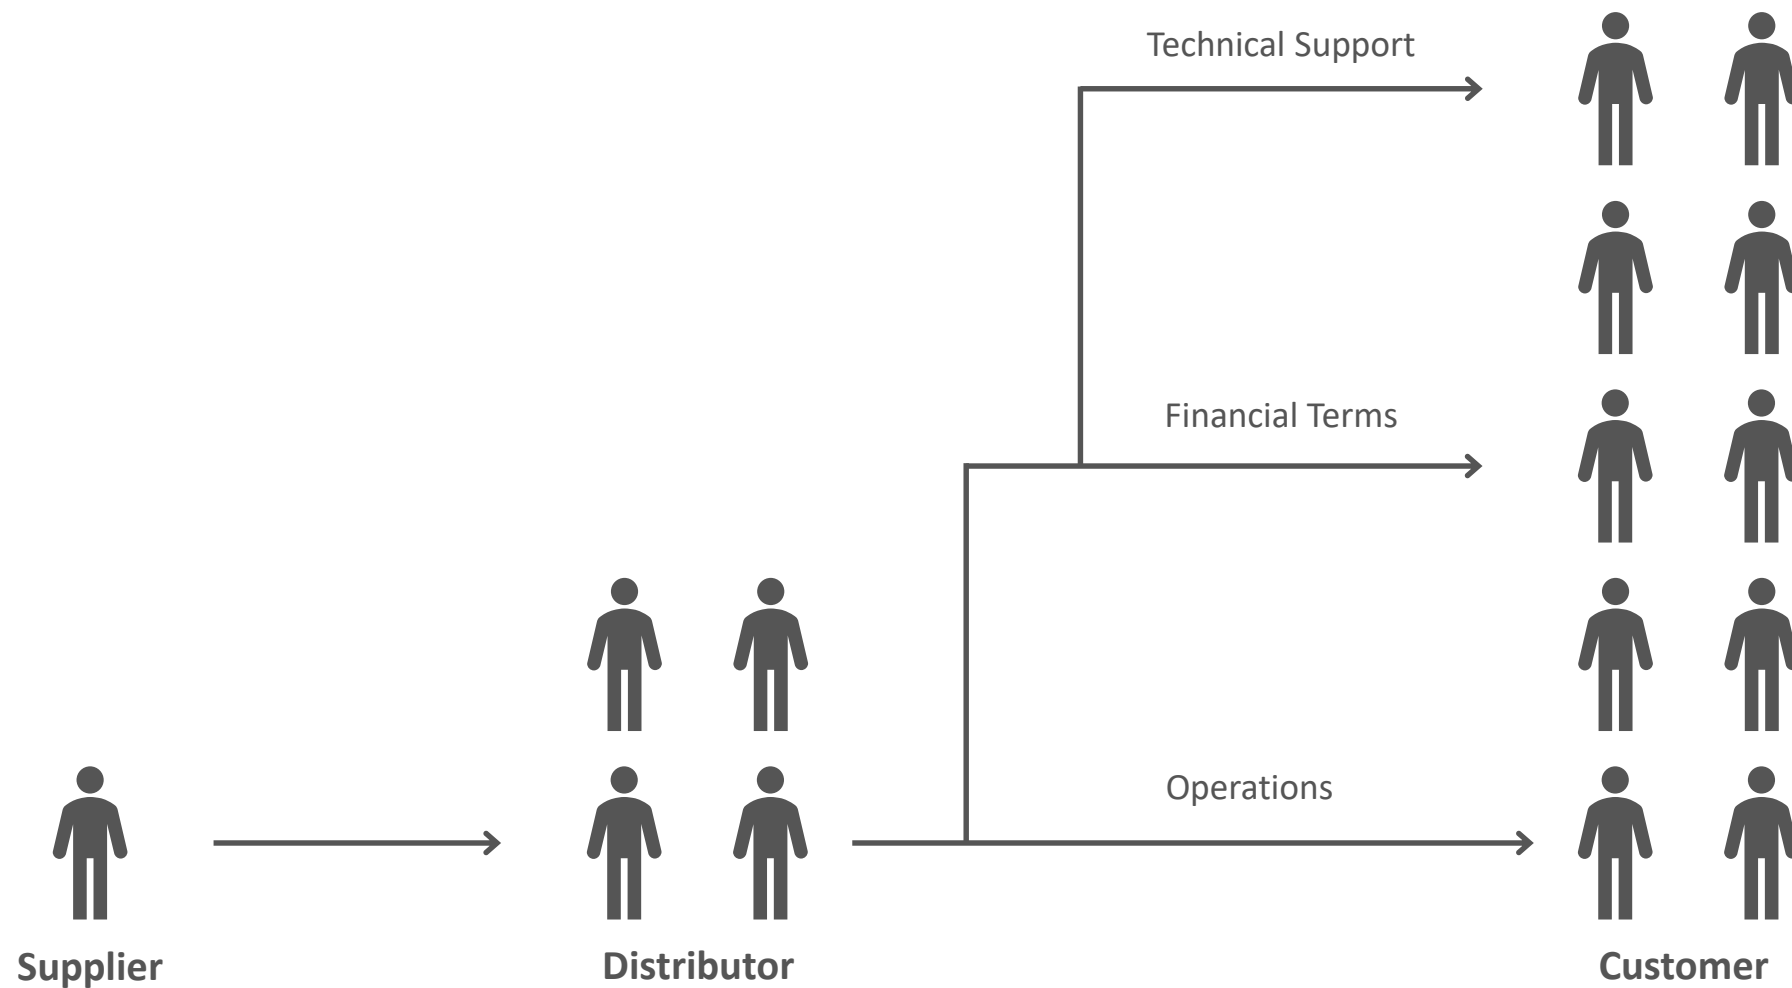 Technical Support
Financial Terms
Operations
Supplier
Distributor
Customer